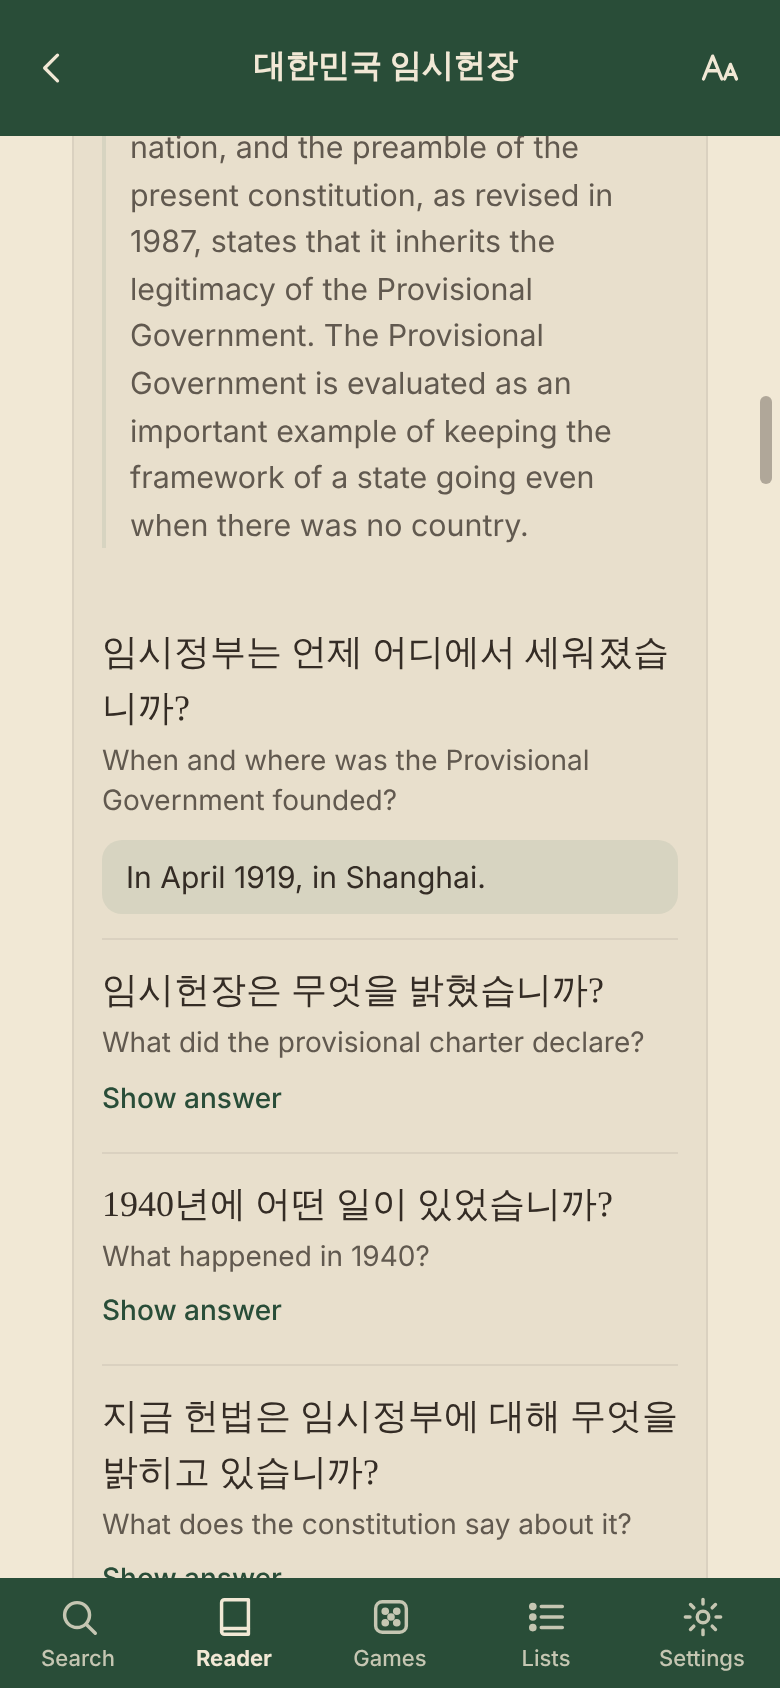 대한민국 임시헌장
AA
nation, and the preamble of the
present constitution, as revised in
1987, states that it inherits the
legitimacy of the Provisional
Government. The Provisional
Government is evaluated as an
important example of keeping the
framework of a state going even
when there was no country.
임시정부는 언제 어디에서 세워졌습
니까?
When and where was the Provisional
Government founded?
In April 1919, in Shanghai.
임시헌장은 무엇을 밝혔습니까?
What did the provisional charter declare?
Show answer
1940년에 어떤 일이 있었습니까?
What happened in 1940?
Show answer
지금 헌법은 임시정부에 대해 무엇을
밝히고 있습니까?
What does the constitution say about it?
Show answer
Search
Reader
Games
Lists
Settings